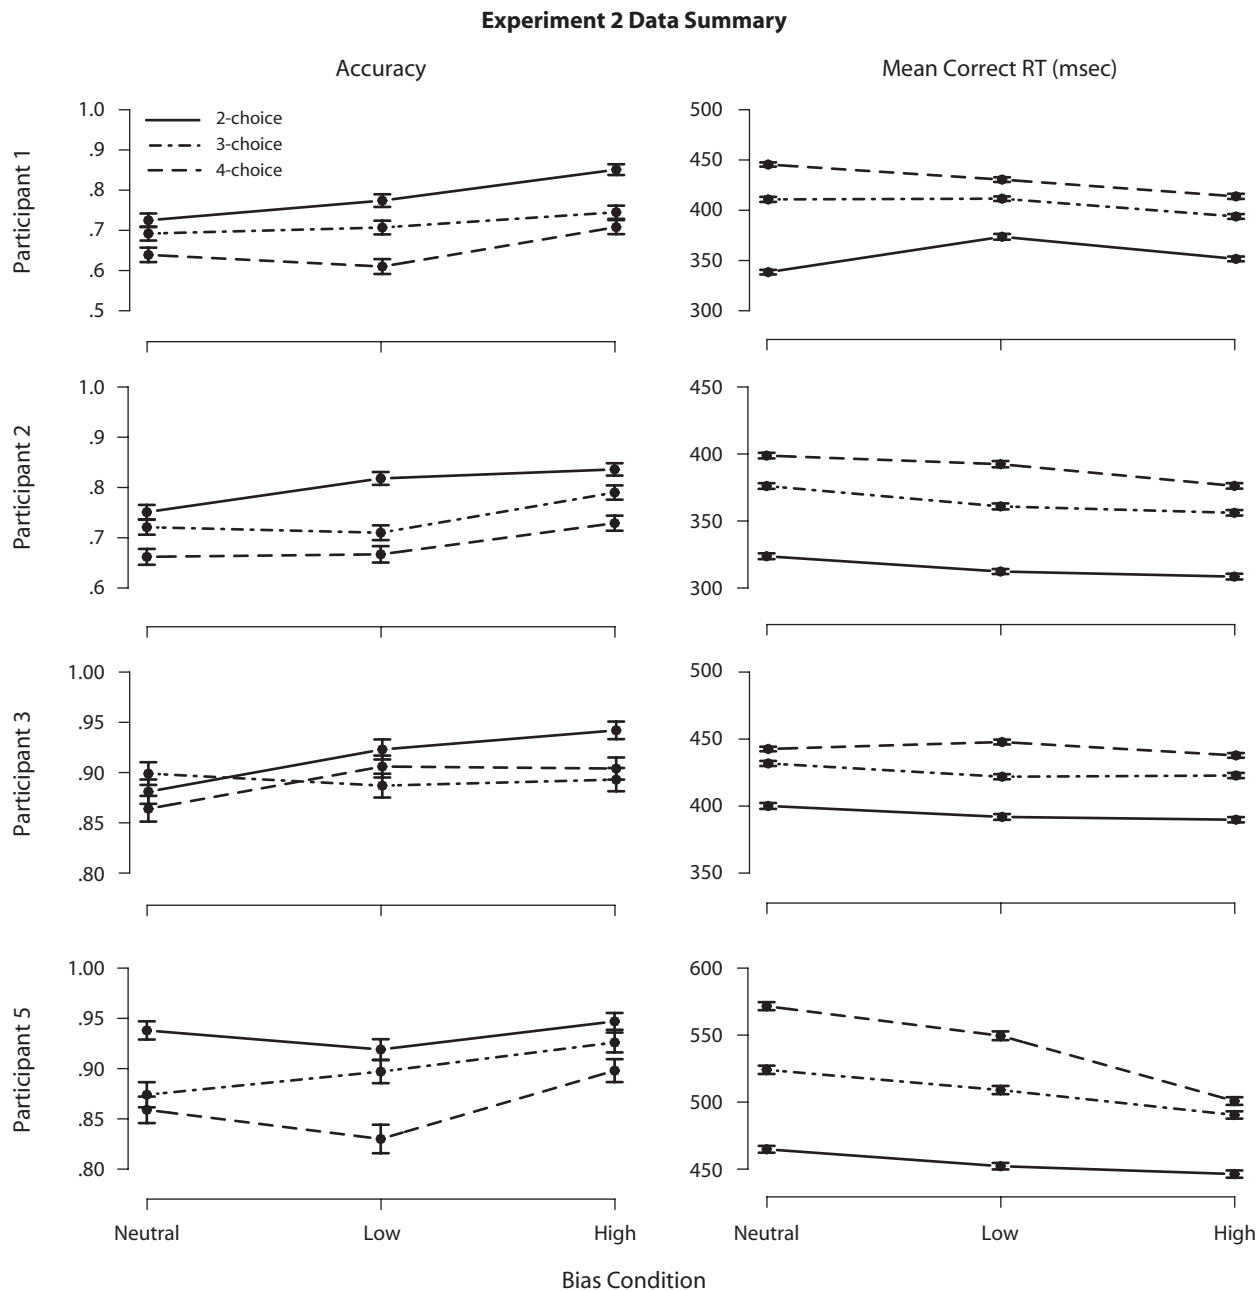 Experiment 2 Data Summary
Accuracy
Mean Correct RT (msec)
Participant 1
1.0
.9
.8
.7
.6
.5
2-choice
3-choice
4-choice
500
450
400
350
300
Participant 2
1.0
.9
.8
.7
.6
450
400
350
300
Participant 3
1.00
.95
.90
.85
.80
500
450
400
350
Participant 5
1.00
.95
.90
.85
.80
600
550
500
450
Neutral Low High
Neutral Low High
Bias Condition